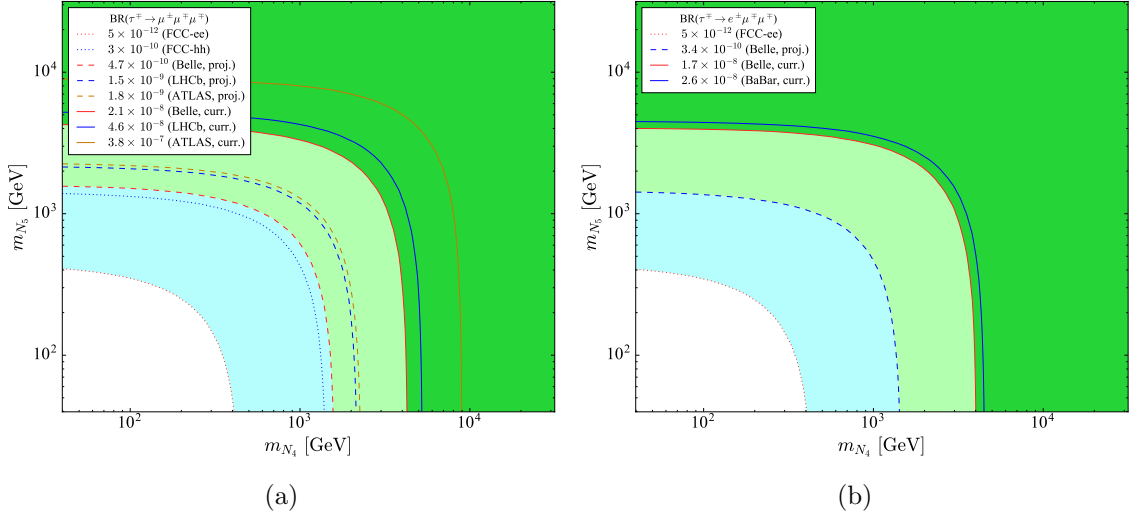 BR(τ∓ → μ±μ∓μ∓)
5 × 10⁻¹² (FCC-ee)
3 × 10⁻¹⁰ (FCC-hh)
4.7 × 10⁻¹⁰ (Belle, proj.)
1.5 × 10⁻⁹ (LHCb, proj.)
1.8 × 10⁻⁹ (ATLAS, proj.)
2.1 × 10⁻⁸ (Belle, curr.)
4.6 × 10⁻⁸ (LHCb, curr.)
3.8 × 10⁻⁷ (ATLAS, curr.)
10⁴
10³
10²
m_{N₅} [GeV]
10²
10³
10⁴
m_{N₄} [GeV]
(a)
BR(τ∓ → e±μ∓μ∓)
5 × 10⁻¹² (FCC-ee)
3.4 × 10⁻¹⁰ (Belle, proj.)
1.7 × 10⁻⁸ (Belle, curr.)
2.6 × 10⁻⁸ (BaBar, curr.)
10⁴
10³
10²
m_{N₅} [GeV]
10²
10³
10⁴
m_{N₄} [GeV]
(b)